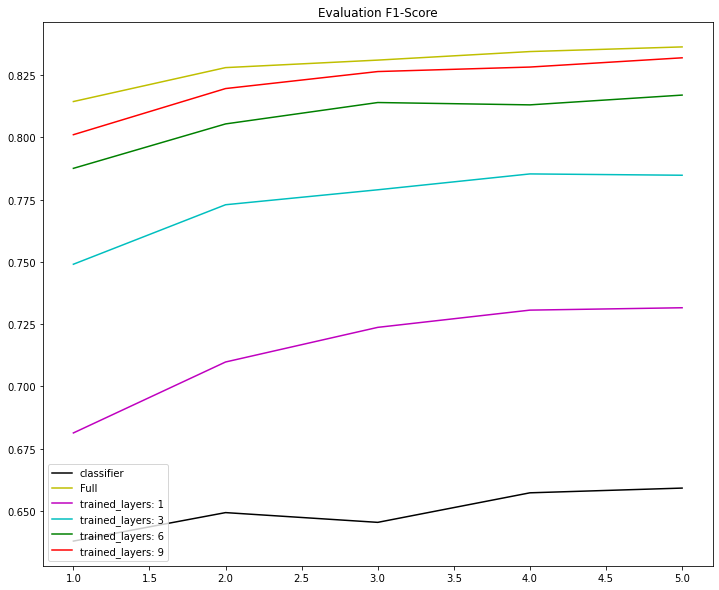 Evaluation F1-Score
0.825
0.800
0.775
0.750
0.725
0.700
0.675
0.650
classifier
Full
trained_layers: 1
trained_layers: 3
trained_layers: 6
trained_layers: 9
1.0 1.5 2.0 2.5 3.0 3.5 4.0 4.5 5.0